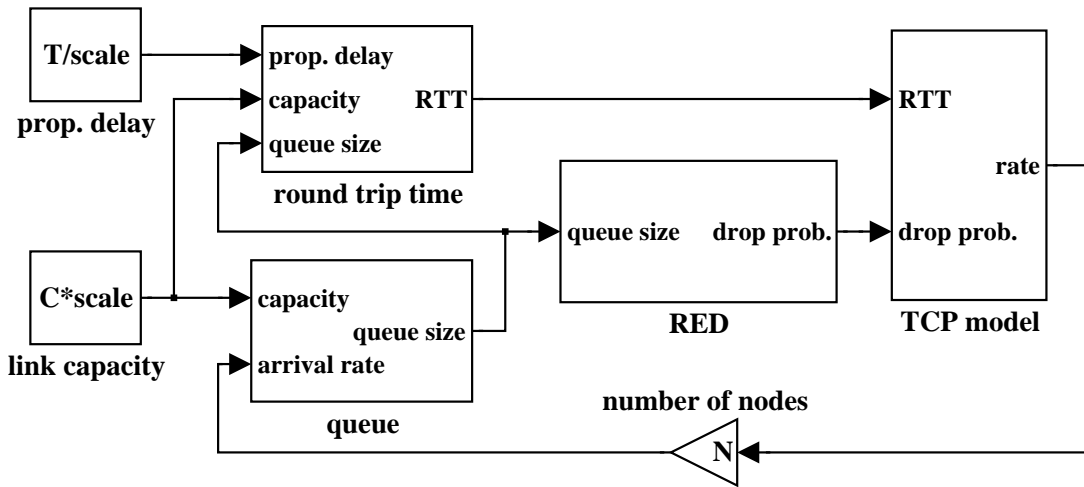 T/scale
prop. delay
prop. delay
capacity
RTT
queue size
round trip time
RTT
rate
drop prob.
TCP model
queue size
drop prob.
RED
C*scale
link capacity
capacity
queue size
arrival rate
queue
number of nodes
N